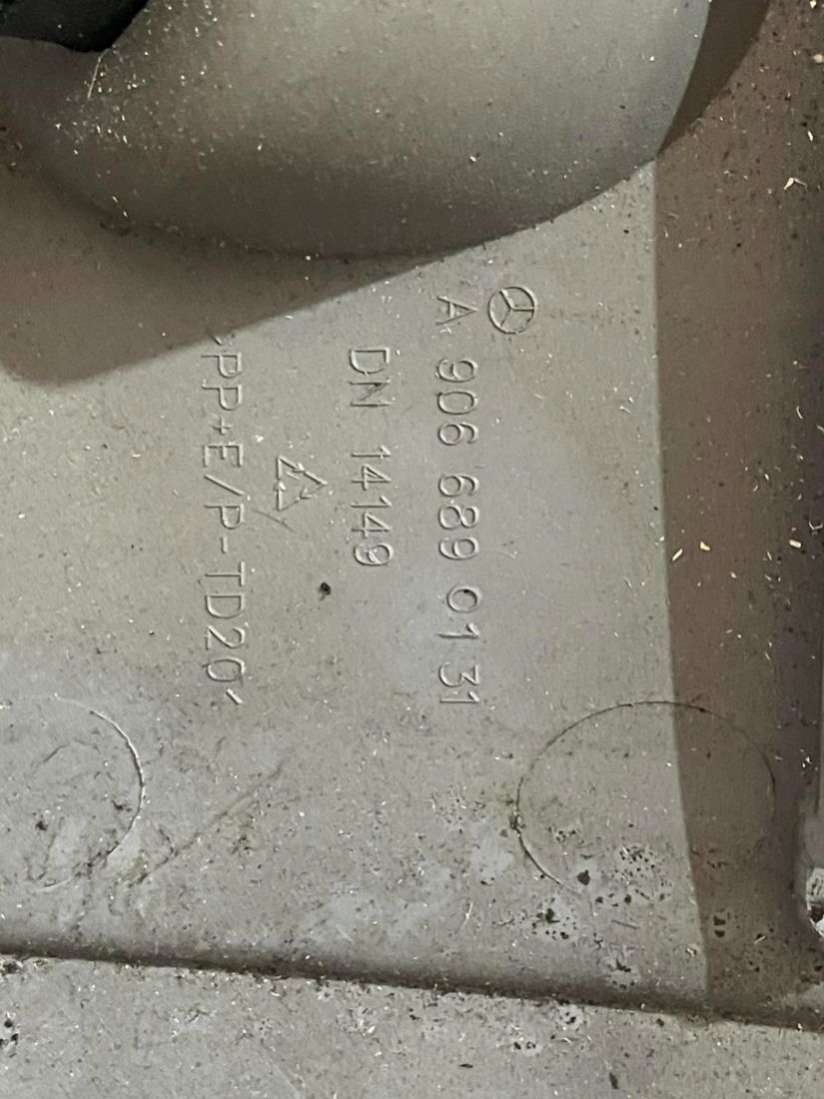 A 906 689 01 31
DN 14149
>PP+E/P-TD20<